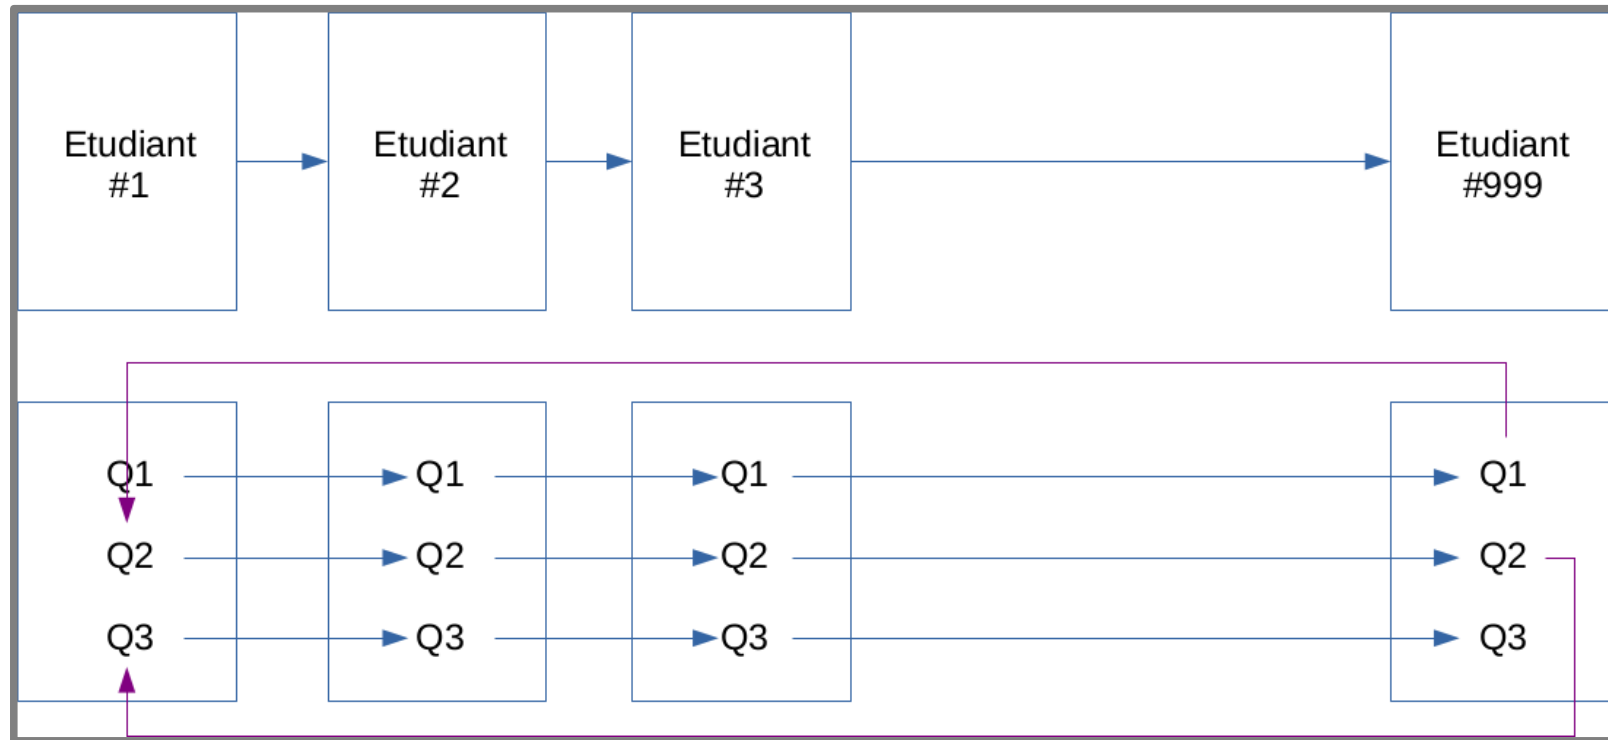 Etudiant
#1
Etudiant
#2
Etudiant
#3
Etudiant
#999
Q1 Q1 Q1 Q1
Q2 Q2 Q2 Q2
Q3 Q3 Q3 Q3